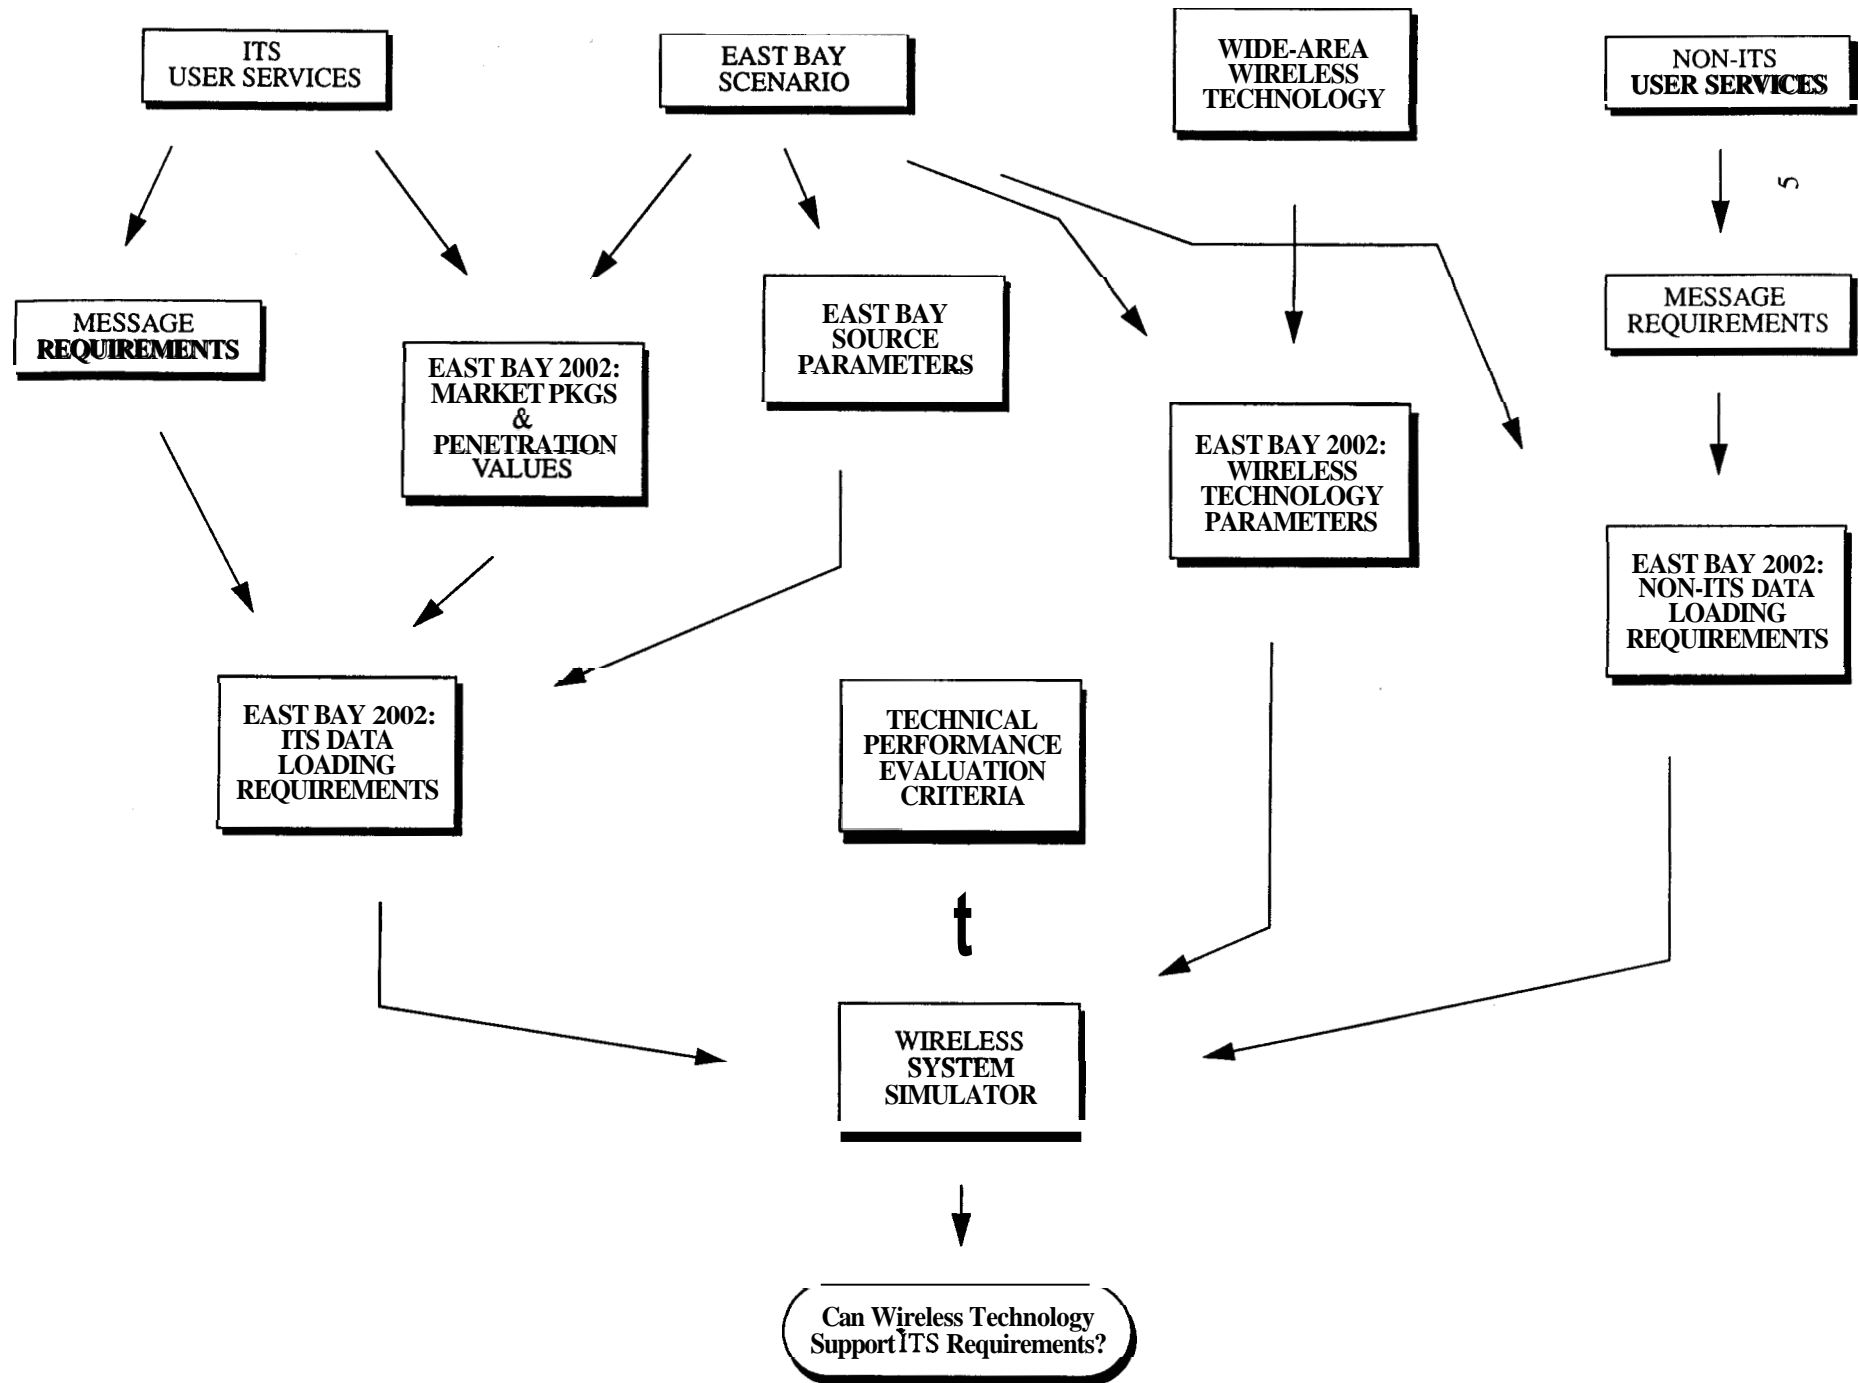 ITS
USER SERVICES
EAST BAY
SCENARIO
WIDE-AREA
WIRELESS
TECHNOLOGY
NON-ITS
USER SERVICES
5
MESSAGE
REQUIREMENTS
EAST BAY 2002:
MARKET PKGS
&
PENETRATION
VALUES
EAST BAY
SOURCE
PARAMETERS
EAST BAY 2002:
WIRELESS
TECHNOLOGY
PARAMETERS
MESSAGE
REQUIREMENTS
EAST BAY 2002:
NON-ITS DATA
LOADING
REQUIREMENTS
EAST BAY 2002:
ITS DATA
LOADING
REQUIREMENTS
TECHNICAL
PERFORMANCE
EVALUATION
CRITERIA
t
WIRELESS
SYSTEM
SIMULATOR
Can Wireless Technology
Support ITS Requirements?